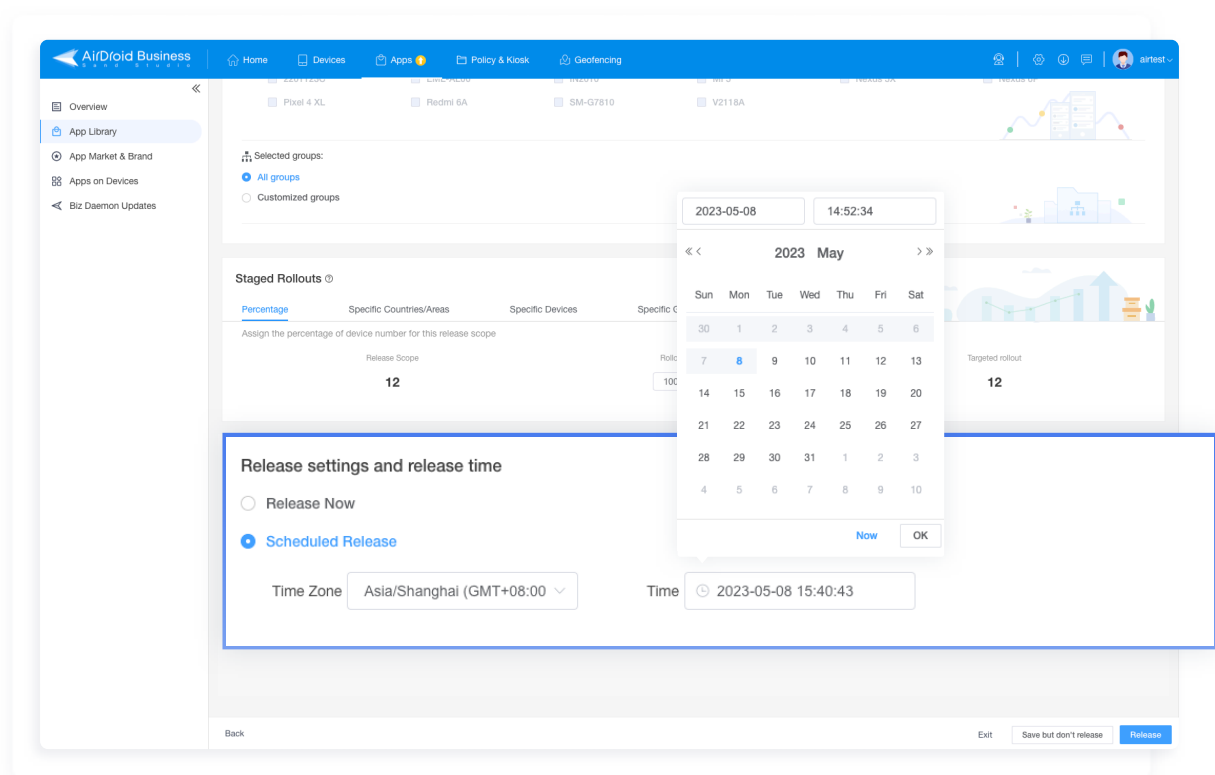 AirDroid Business
Sand Studio
Home
Devices
Apps
Policy & Kiosk
Geofencing
airtest
Overview
App Library
App Market & Brand
Apps on Devices
Biz Daemon Updates
Pixel 4 XL
Redmi 6A
SM-G7810
V2118A
Selected groups:
All groups
Customized groups
2023-05-08 14:52:34
2023 May
Sun Mon Tue Wed Thu Fri Sat
30 1 2 3 4 5 6
7 8 9 10 11 12 13
14 15 16 17 18 19 20
21 22 23 24 25 26 27
28 29 30 31 1 2 3
4 5 6 7 8 9 10
Now OK
Staged Rollouts
Percentage
Specific Countries/Areas
Specific Devices
Specific
Assign the percentage of device number for this release scope
Release Scope
Targeted rollout
12
100
12
Release settings and release time
Release Now
Scheduled Release
Time Zone Asia/Shanghai (GMT+08:00
Time 2023-05-08 15:40:43
Back
Exit
Save but don't release
Release